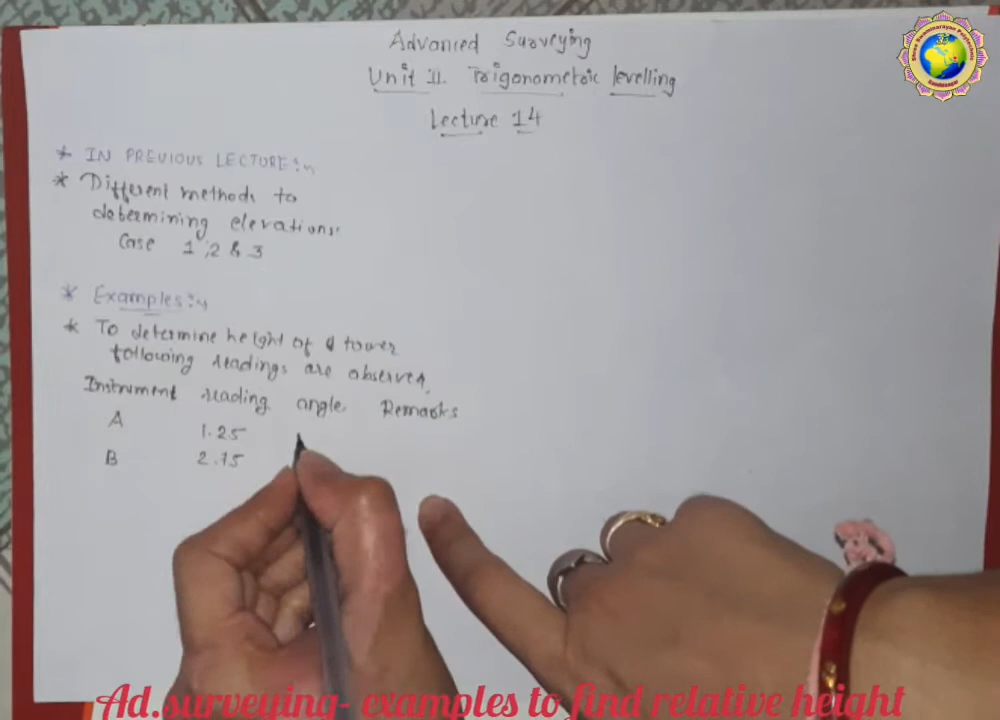 Advanced Surveying
Unit II. Trigonometric levelling
Lecture 14
* IN PREVIOUS LECTURE:-
* Different methods to
determining elevations.
Case 1, 2 & 3
* Examples:-
* To determine height of a tower
following readings are observed,
Instrument reading angle Remarks
A 1.25
B 2.75
Ad.surveying- examples to find relative height